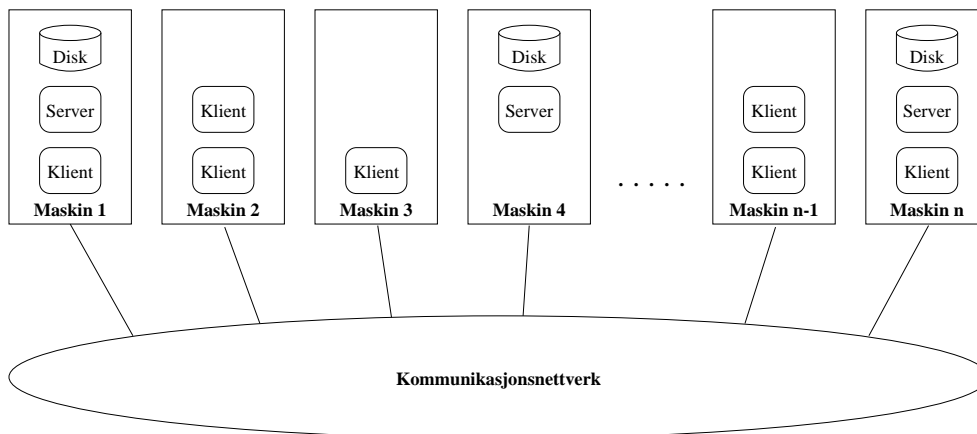 Disk
Server
Klient
Maskin 1
Klient
Klient
Maskin 2
Klient
Maskin 3
Disk
Server
Maskin 4
. . . . .
Klient
Klient
Maskin n-1
Disk
Server
Klient
Maskin n
Kommunikasjonsnettverk